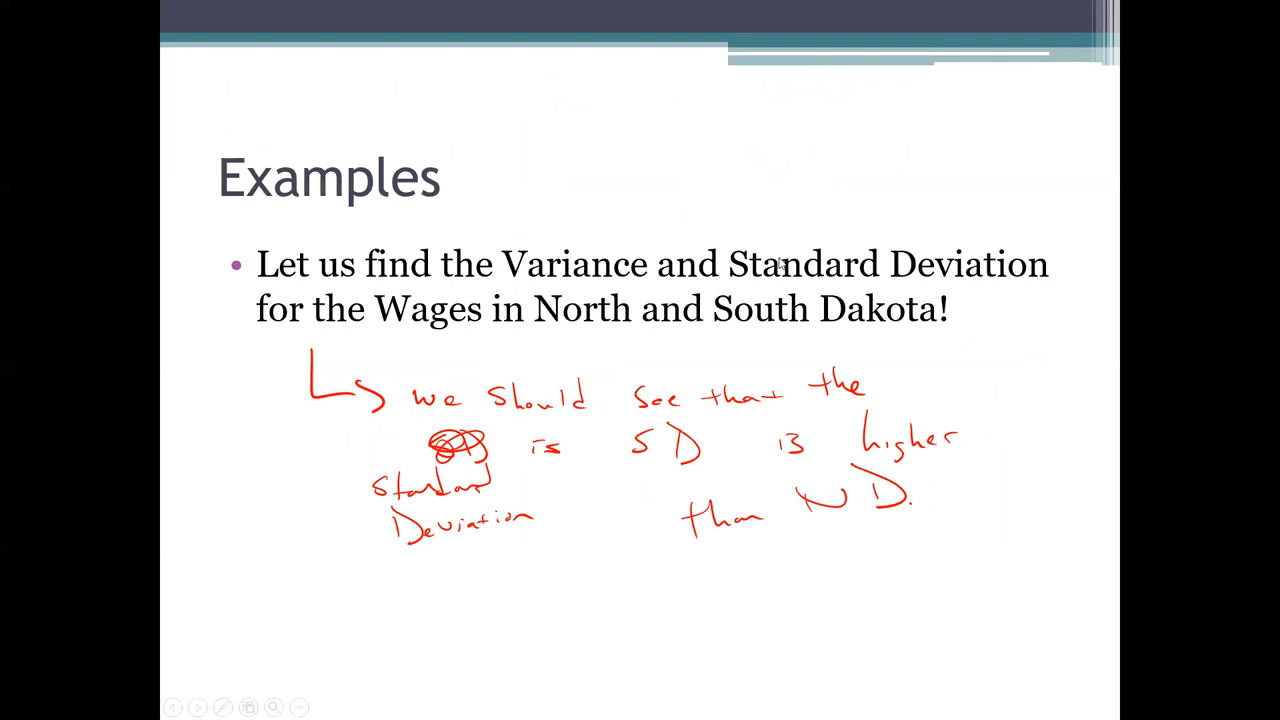 Examples
• Let us find the Variance and Standard Deviation
for the Wages in North and South Dakota!
we should see that the
is SD is higher
Standard
Deviation than ND.